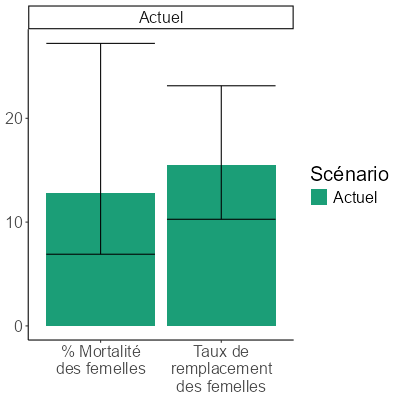 Actuel
20
10
0
% Mortalité
des femelles
Taux de
remplacement
des femelles
Scénario
Actuel